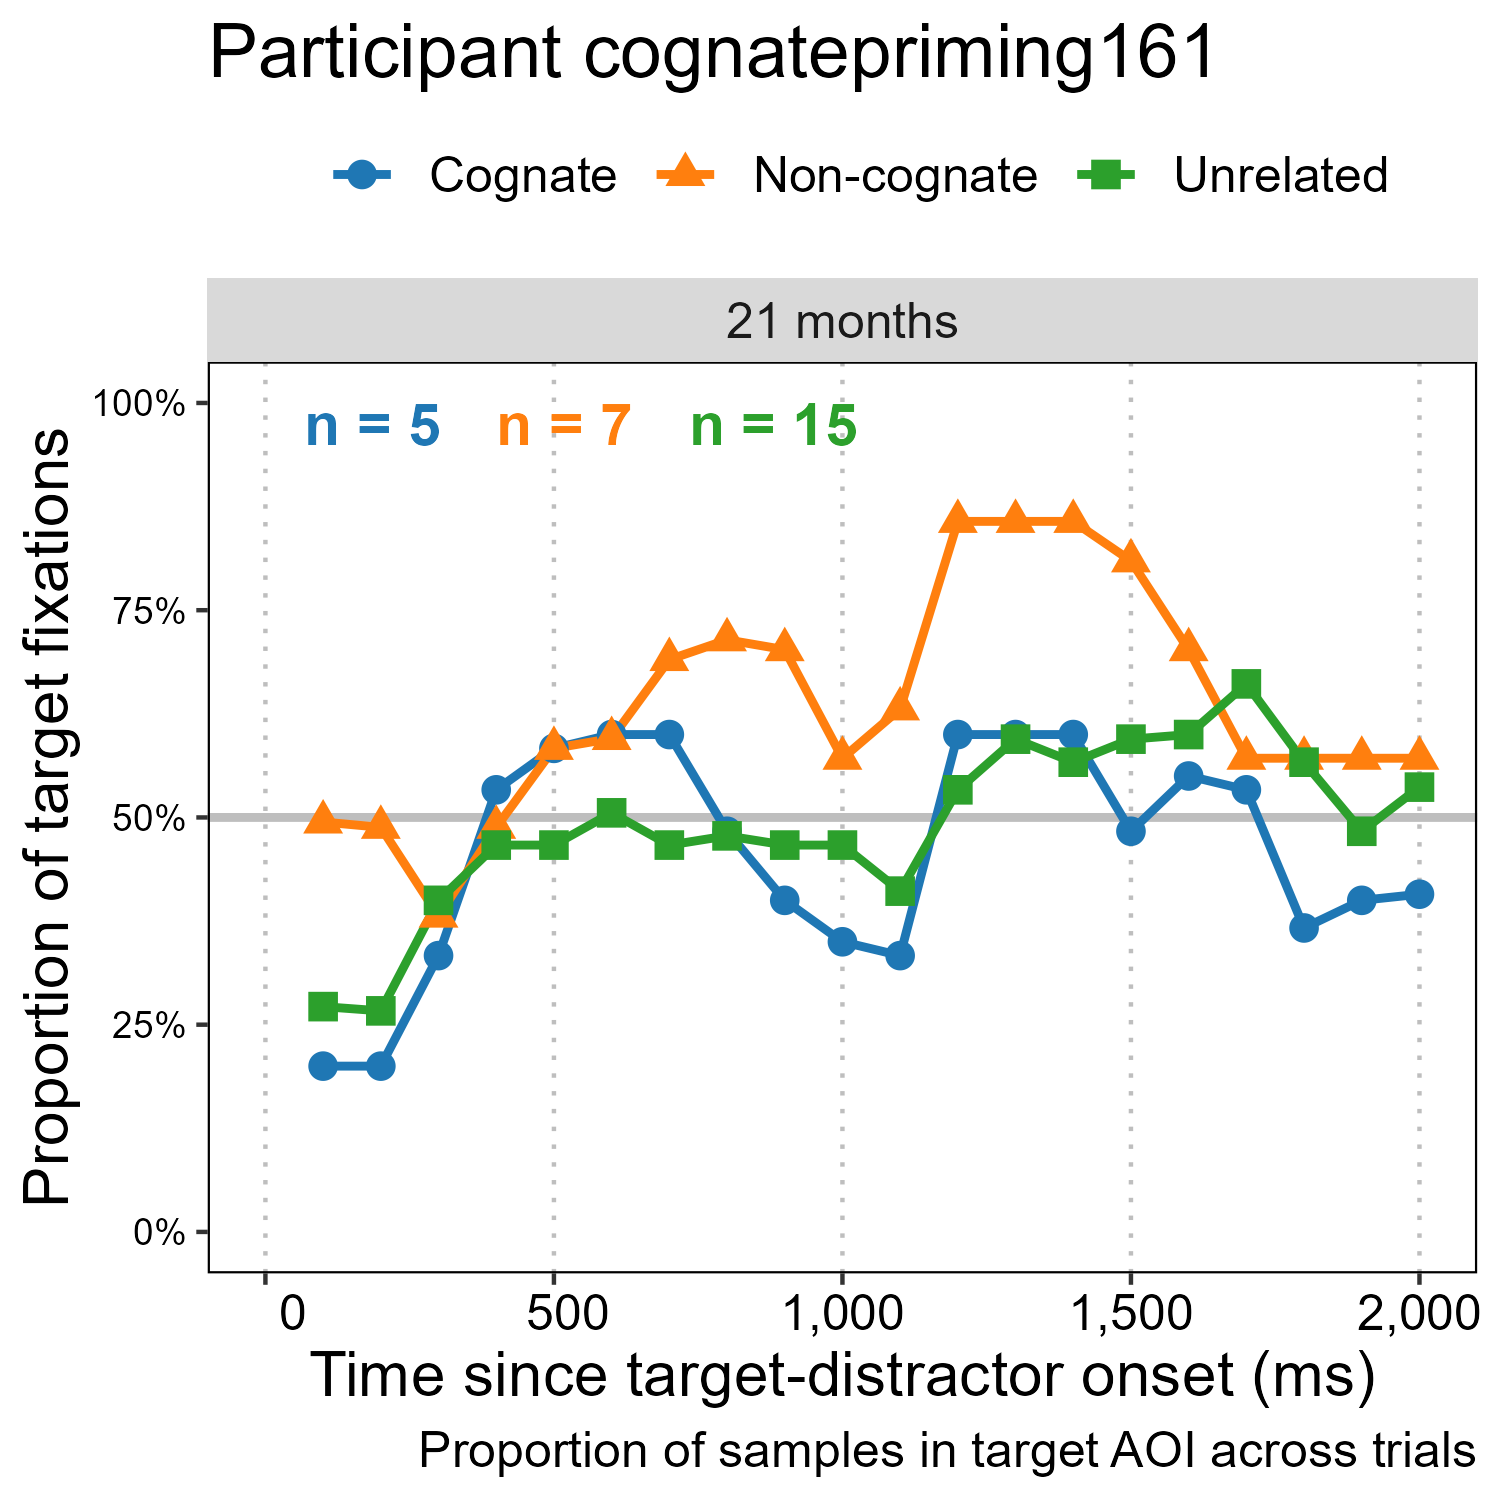 Participant cognatepriming161
Cognate Non-cognate Unrelated
21 months
n = 5 n = 7 n = 15
100%
75%
50%
25%
0%
Proportion of target fixations
0 500 1,000 1,500 2,000
Time since target-distractor onset (ms)
Proportion of samples in target AOI across trials